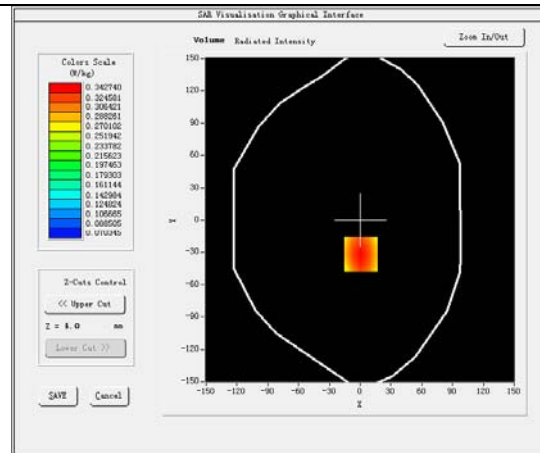 SAR Visualisation Graphical Interface
Volume Radiated Intensity
Zoom In/Out
Colors Scale
(W/kg)
0.342740
0.324581
0.306421
0.288261
0.270102
0.251942
0.233782
0.215623
0.197463
0.179303
0.161144
0.142984
0.124824
0.106665
0.088505
0.070345
Z-Cuts Control
<< Upper Cut
Z = 4.0 mm
Lower Cut >>
SAVE
Cancel
150
120
90
60
30
0
-30
-60
-90
-120
-150
Y
-150 -120 -90 -60 -30 0 30 60 90 120 150
X